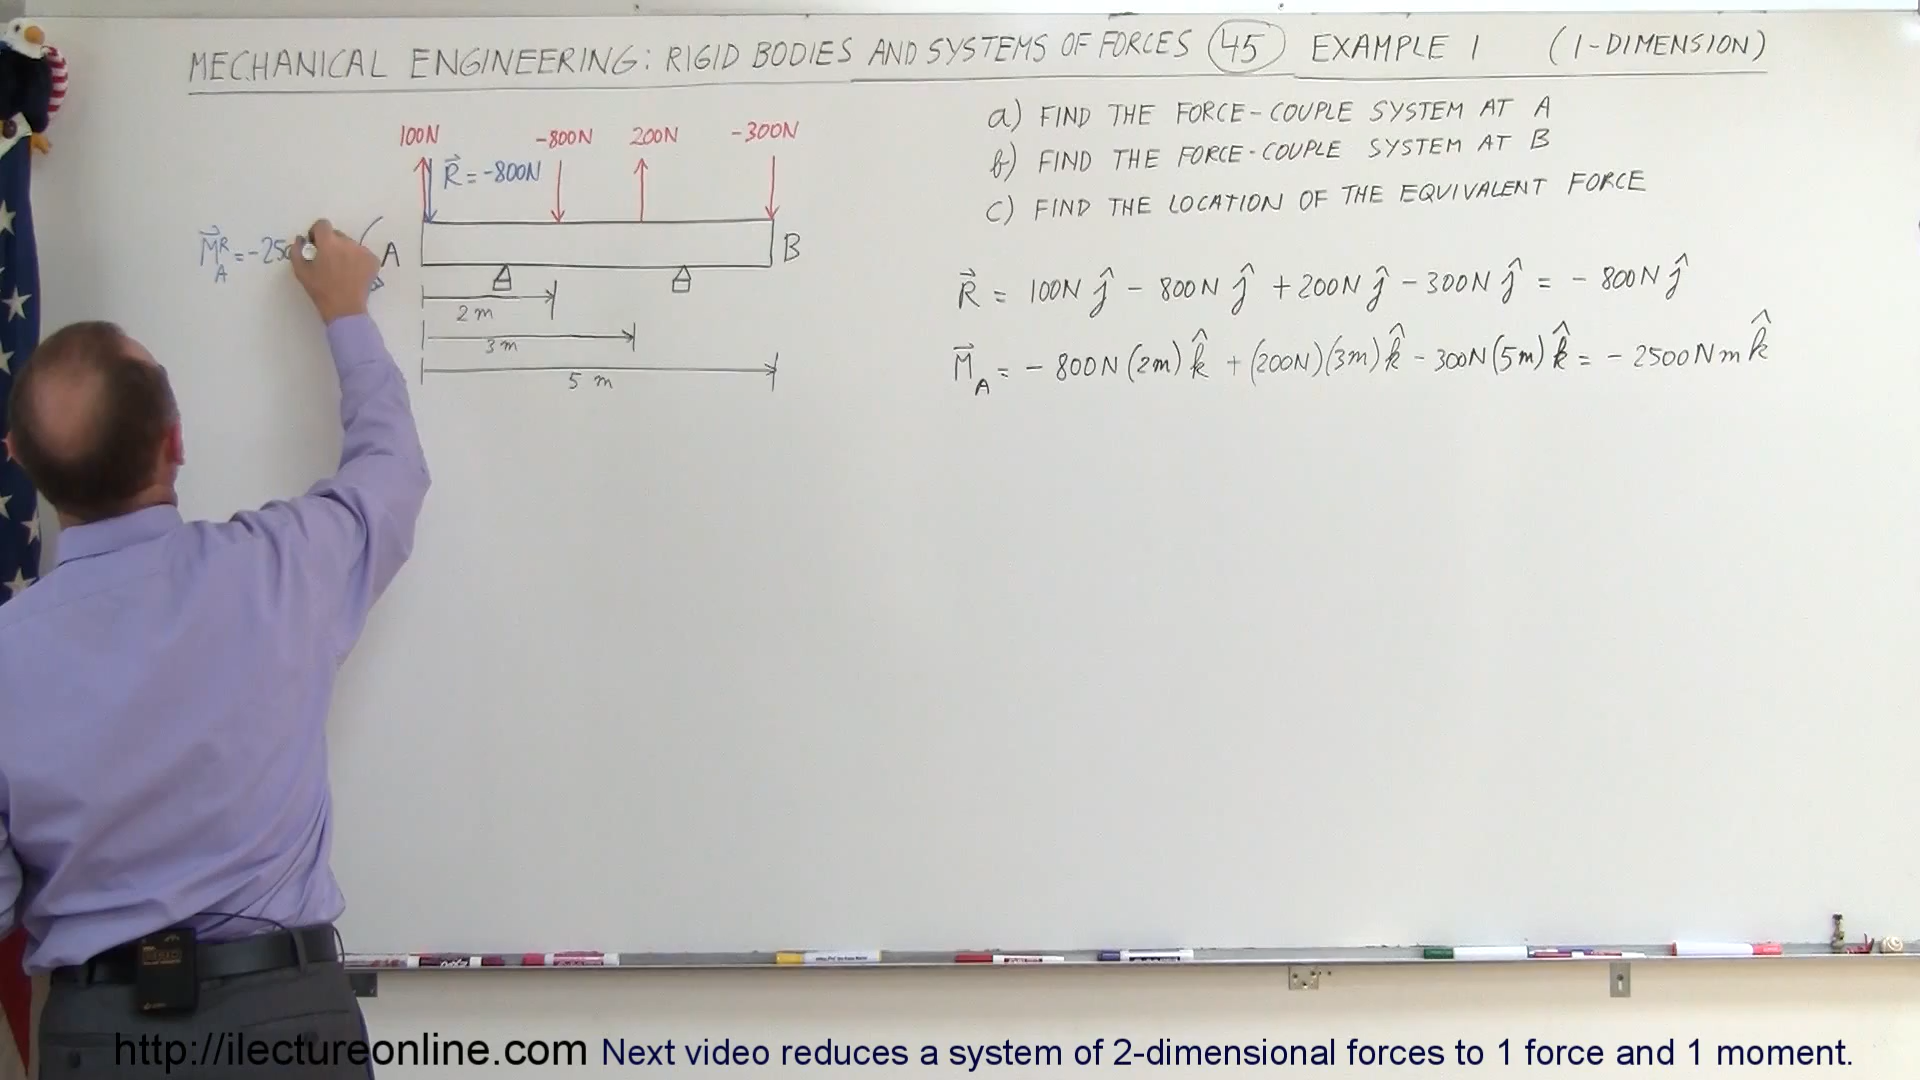 MECHANICAL ENGINEERING: RIGID BODIES AND SYSTEMS OF FORCES 45 EXAMPLE 1 (1-DIMENSION)
a) FIND THE FORCE-COUPLE SYSTEM AT A
b) FIND THE FORCE-COUPLE SYSTEM AT B
c) FIND THE LOCATION OF THE EQUIVALENT FORCE
100N -800N 200N -300N
R⃗ = -800N
M⃗ᴿ_A = -250
A B
2 m
3 m
5 m
R⃗ = 100N ĵ - 800N ĵ + 200N ĵ - 300N ĵ = - 800N ĵ
M⃗_A = - 800N (2m) k̂ + (200N)(3m) k̂ - 300N (5m) k̂ = - 2500 Nm k̂
http://ilectureonline.com Next video reduces a system of 2-dimensional forces to 1 force and 1 moment.